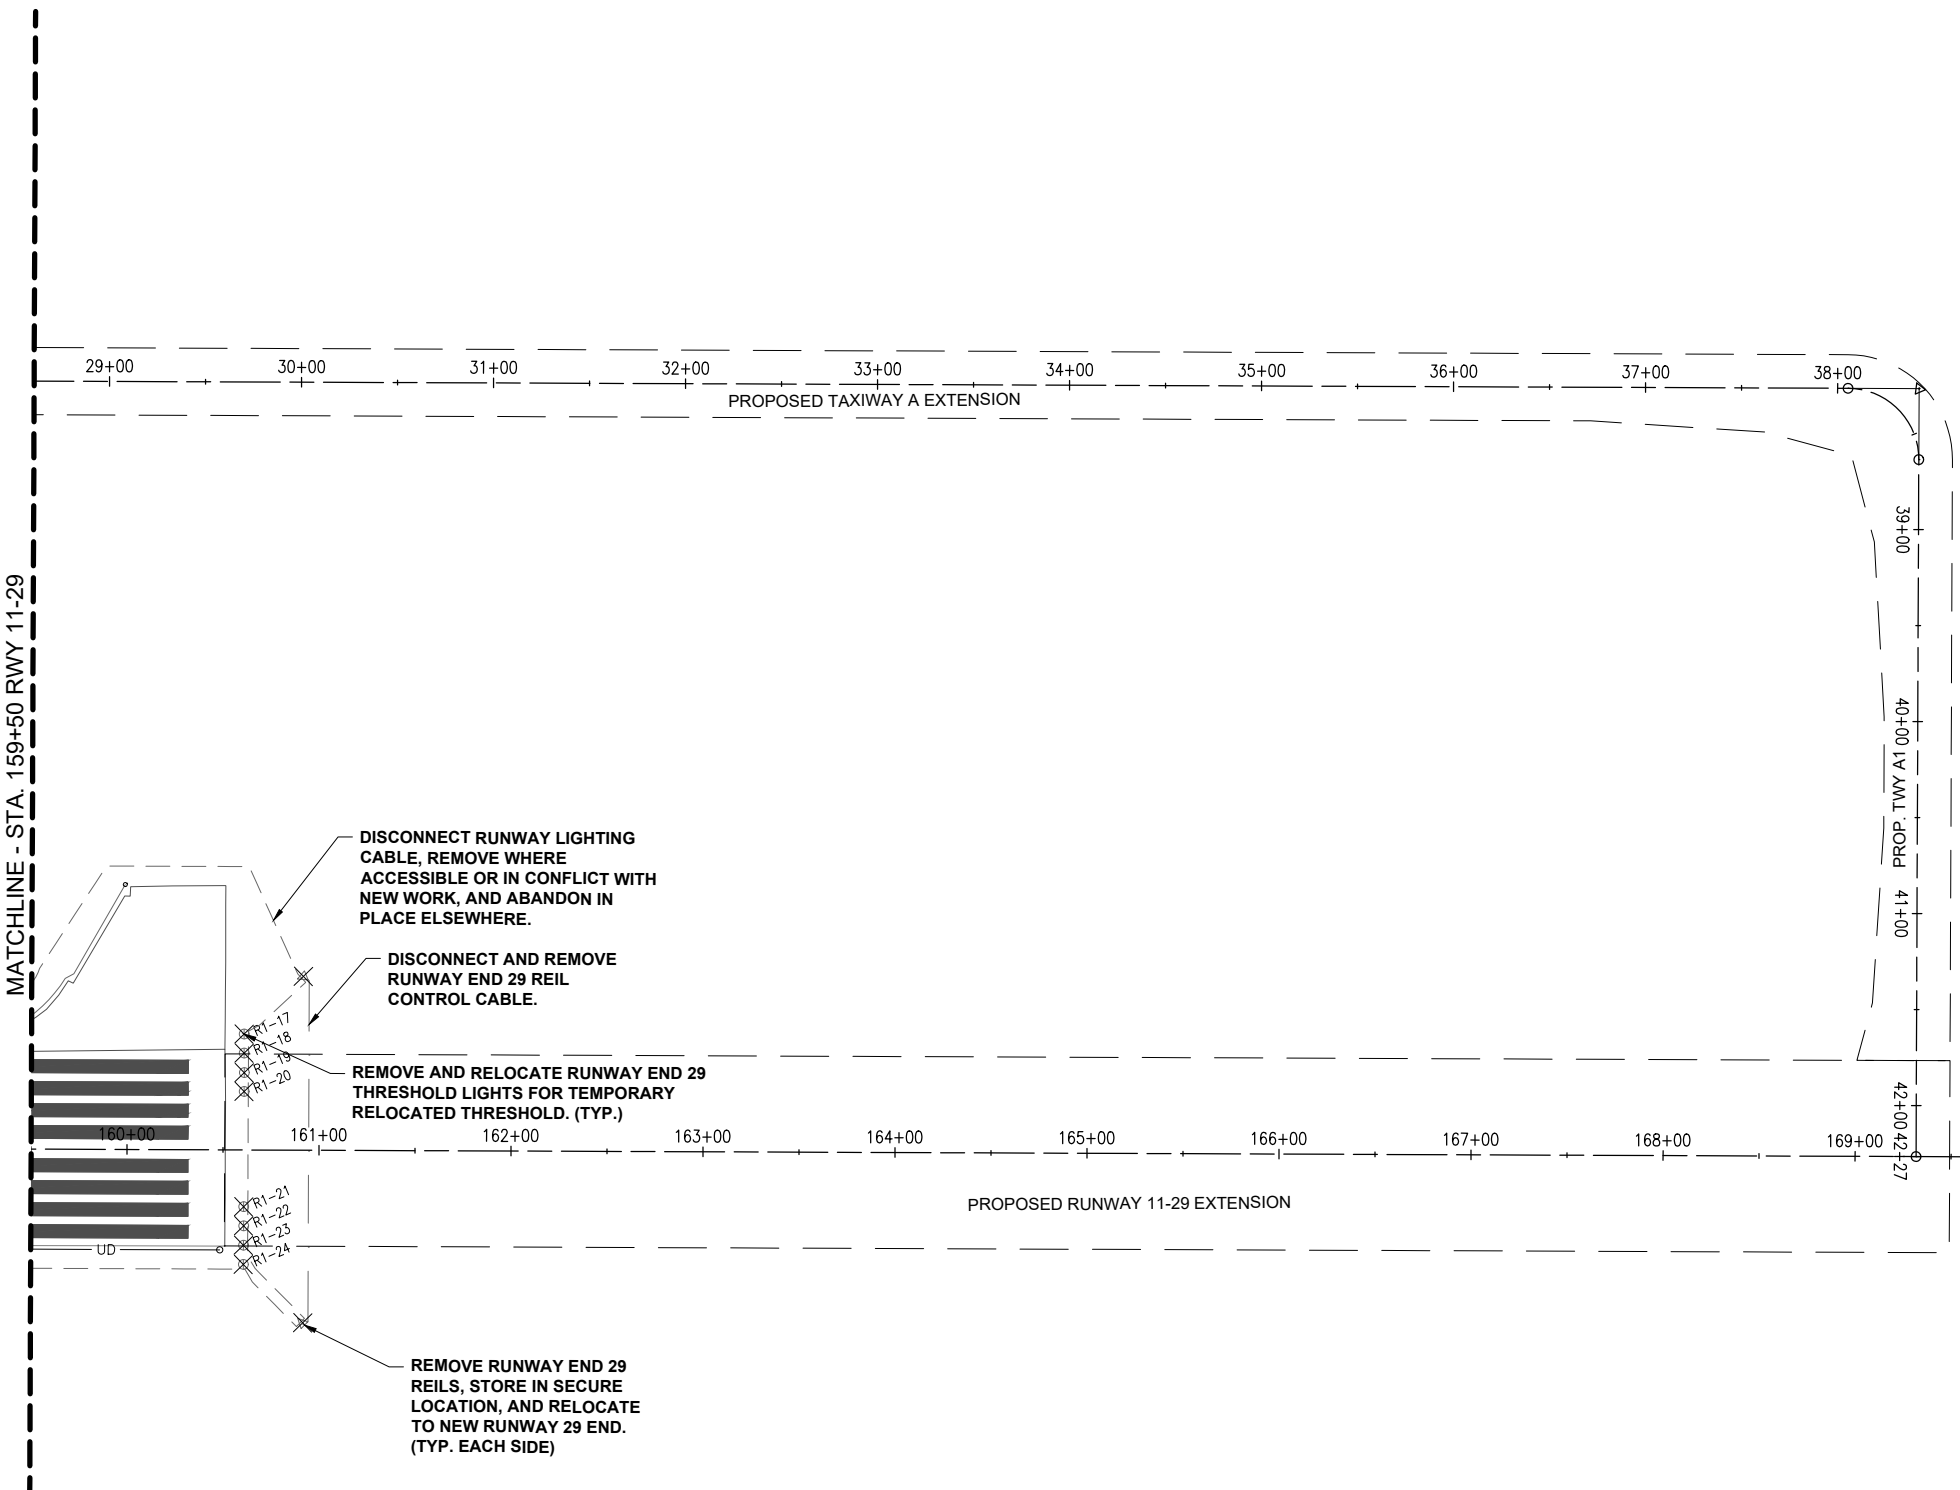 MATCHLINE - STA. 159+50 RWY 11-29
29+00
30+00
31+00
32+00
33+00
34+00
35+00
36+00
37+00
38+00
PROPOSED TAXIWAY A EXTENSION
39+00
40+00
PROP. TWY A1
41+00
42+00
42+27
DISCONNECT RUNWAY LIGHTING
CABLE, REMOVE WHERE
ACCESSIBLE OR IN CONFLICT WITH
NEW WORK, AND ABANDON IN
PLACE ELSEWHERE.
DISCONNECT AND REMOVE
RUNWAY END 29 REIL
CONTROL CABLE.
R1-17
R1-18
R1-19
R1-20
REMOVE AND RELOCATE RUNWAY END 29
THRESHOLD LIGHTS FOR TEMPORARY
RELOCATED THRESHOLD. (TYP.)
160+00
161+00
162+00
163+00
164+00
165+00
166+00
167+00
168+00
169+00
PROPOSED RUNWAY 11-29 EXTENSION
R1-21
R1-22
R1-23
R1-24
UD
REMOVE RUNWAY END 29
REILS, STORE IN SECURE
LOCATION, AND RELOCATE
TO NEW RUNWAY 29 END.
(TYP. EACH SIDE)